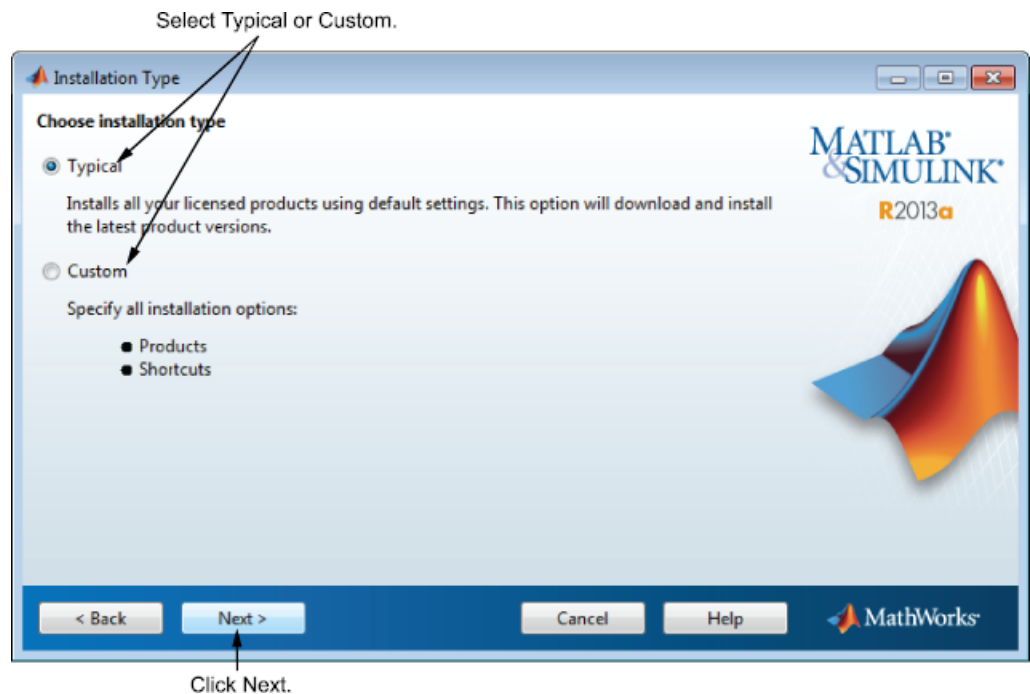 Select Typical or Custom.
Installation Type
Choose installation type
Typical
Installs all your licensed products using default settings. This option will download and install
the latest product versions.
Custom
Specify all installation options:
Products
Shortcuts
MATLAB®
&SIMULINK®
R2013a
< Back
Next >
Cancel
Help
MathWorks®
Click Next.